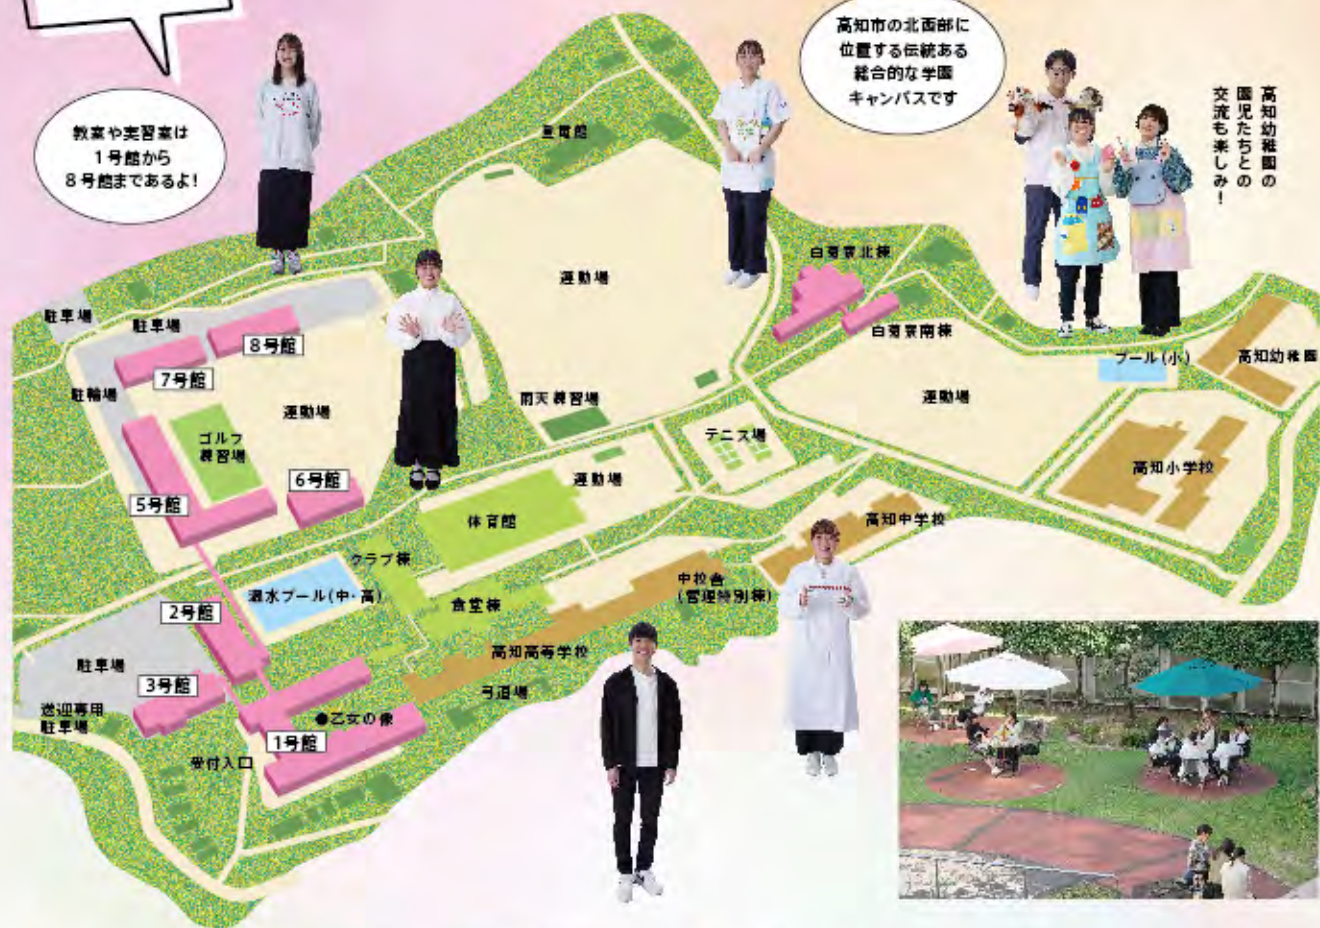 教室や実習室は
1号館から
8号館まであるよ!
高知市の北西部に
位置する伝統ある
総合的な学園
キャンパスです
高知幼稚園の
園児たちとの
交流も楽しみ!
運動場
白菊寮北棟
白菊寮南棟
プール(小)
高知幼稚園
駐車場
駐車場
8号館
7号館
駐輪場
運動場
雨天練習場
運動場
ゴルフ
練習場
テニス場
高知小学校
6号館
運動場
5号館
体育館
高知中学校
クラブ棟
温水プール(中・高)
食堂棟
中校舎
(管理特別棟)
2号館
高知高等学校
駐車場
3号館
弓道場
送迎専用
駐車場
●乙女の像
1号館
受付入口